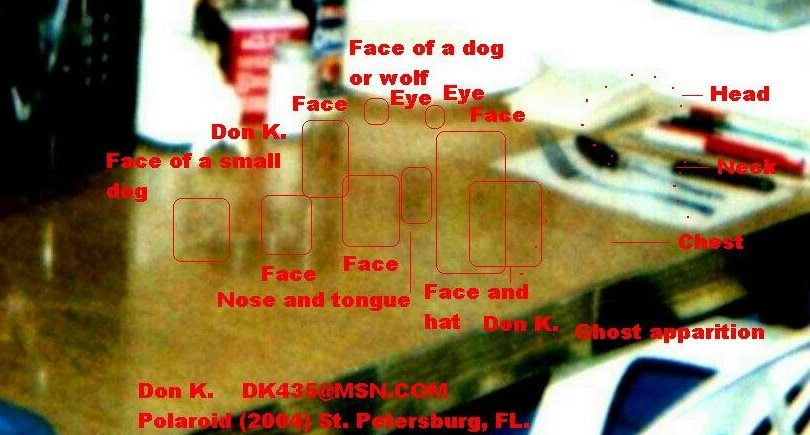 Face of a dog
or wolf
Face
Eye
Eye
Face
Head
Don K.
Face of a small
dog
Neck
Chest
Face
Face
Nose and tongue
Face and
hat
Don K.
Ghost apparition
Don K. DK435@MSN.COM
Polaroid (2004) St. Petersburg, FL.